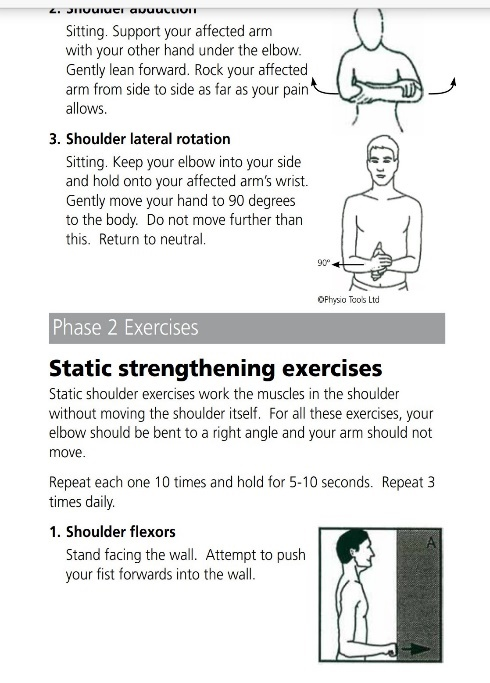 2. Shoulder abduction
Sitting. Support your affected arm
with your other hand under the elbow.
Gently lean forward. Rock your affected
arm from side to side as far as your pain
allows.
3. Shoulder lateral rotation
Sitting. Keep your elbow into your side
and hold onto your affected arm's wrist.
Gently move your hand to 90 degrees
to the body. Do not move further than
this. Return to neutral.
90°
©Physio Tools Ltd
Phase 2 Exercises
Static strengthening exercises
Static shoulder exercises work the muscles in the shoulder
without moving the shoulder itself. For all these exercises, your
elbow should be bent to a right angle and your arm should not
move.
Repeat each one 10 times and hold for 5-10 seconds. Repeat 3
times daily.
1. Shoulder flexors
Stand facing the wall. Attempt to push
your fist forwards into the wall.
A